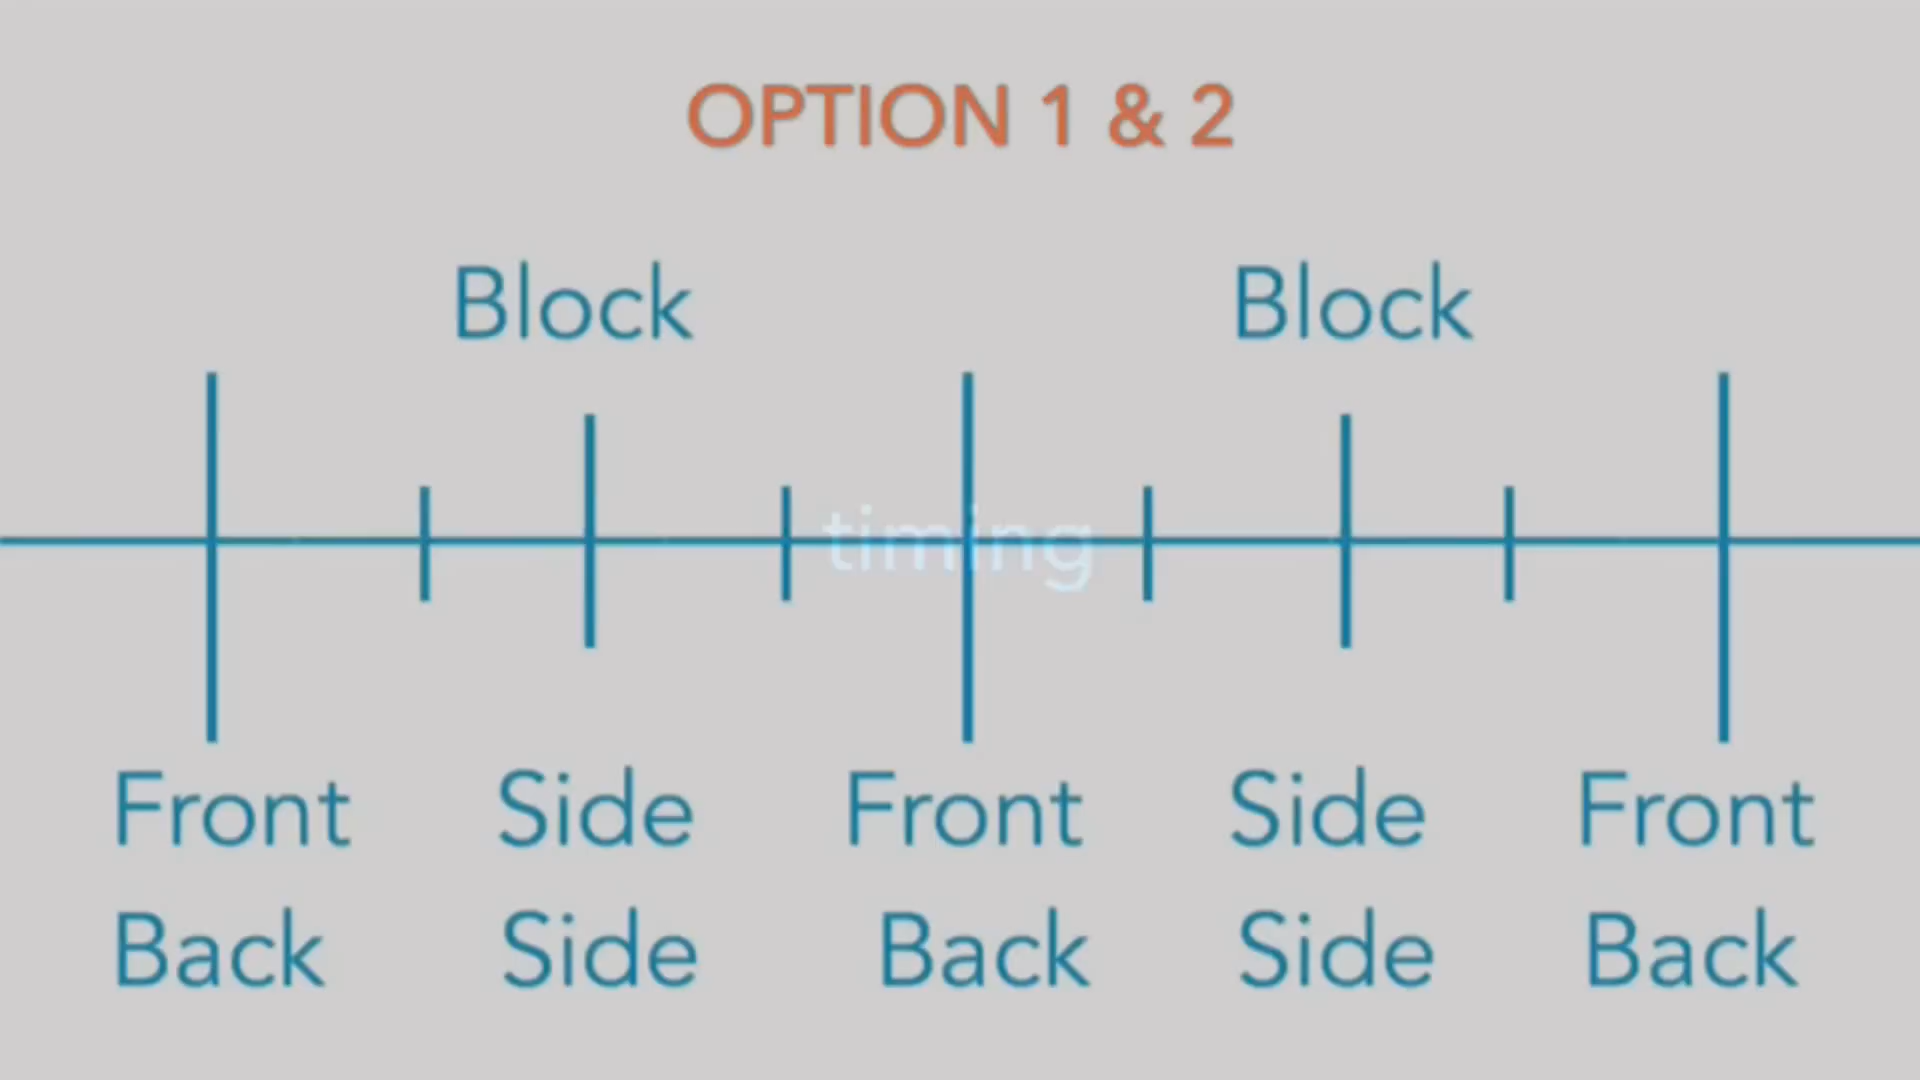 OPTION 1 & 2
Block Block
timing
Front Side Front Side Front
Back Side Back Side Back